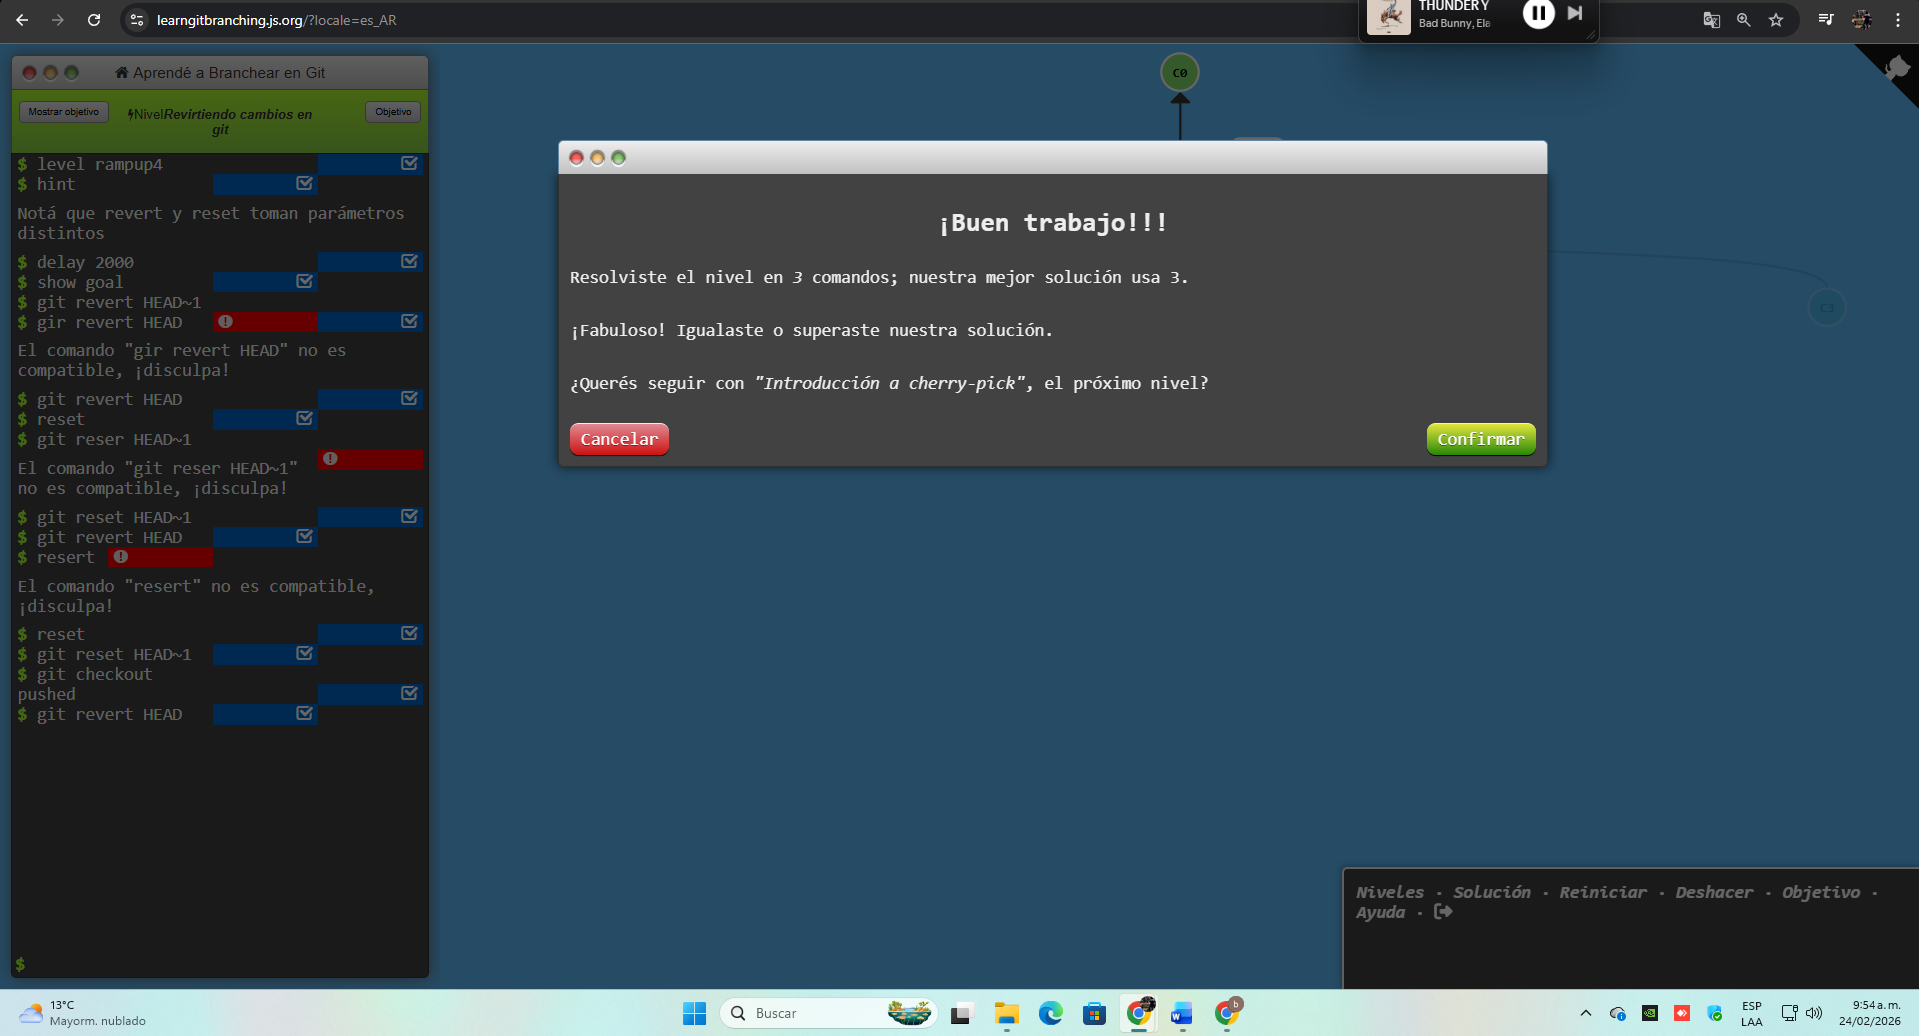 learngitbranching.js.org/?locale=es_AR
THUNDER Y
Bad Bunny, Ela
Aprendé a Branchear en Git
Mostrar objetivo
NivelRevirtiendo cambios en
git
Objetivo
$ level rampup4
$ hint
Notá que revert y reset toman parámetros
distintos
$ delay 2000
$ show goal
$ git revert HEAD~1
$ gir revert HEAD
El comando "gir revert HEAD" no es
compatible, ¡disculpa!
$ git revert HEAD
$ reset
$ git reser HEAD~1
El comando "git reser HEAD~1"
no es compatible, ¡disculpa!
$ git reset HEAD~1
$ git revert HEAD
$ resert
El comando "resert" no es compatible,
¡disculpa!
$ reset
$ git reset HEAD~1
$ git checkout
pushed
$ git revert HEAD
$
C0
C3
¡Buen trabajo!!!
Resolviste el nivel en 3 comandos; nuestra mejor solución usa 3.
¡Fabuloso! Igualaste o superaste nuestra solución.
¿Querés seguir con "Introducción a cherry-pick", el próximo nivel?
Cancelar
Confirmar
Niveles · Solución · Reiniciar · Deshacer · Objetivo ·
Ayuda ·
13°C
Mayorm. nublado
Buscar
b
ESP
LAA
9:54 a. m.
24/02/2026